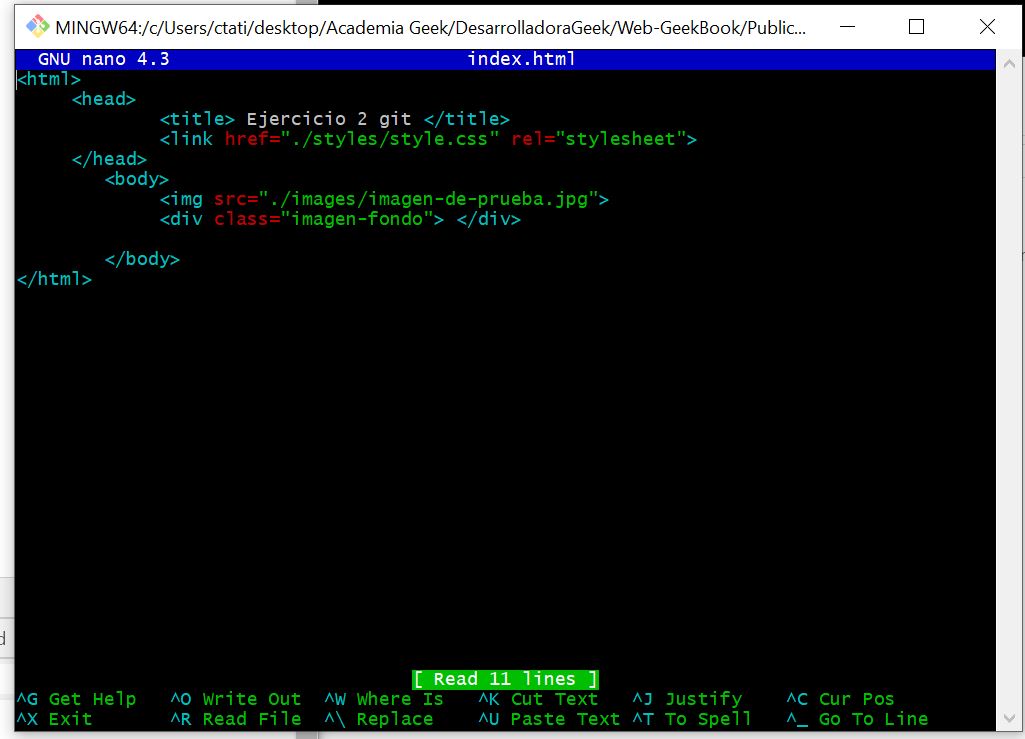 MINGW64:/c/Users/ctati/desktop/Academia Geek/DesarrolladoraGeek/Web-GeekBook/Public...
GNU nano 4.3 index.html
<html>
<head>
<title> Ejercicio 2 git </title>
<link href="./styles/style.css" rel="stylesheet">
</head>
<body>
<img src="./images/imagen-de-prueba.jpg">
<div class="imagen-fondo"> </div>
</body>
</html>
[ Read 11 lines ]
^G Get Help ^O Write Out ^W Where Is ^K Cut Text ^J Justify ^C Cur Pos
^X Exit ^R Read File ^\ Replace ^U Paste Text ^T To Spell ^_ Go To Line